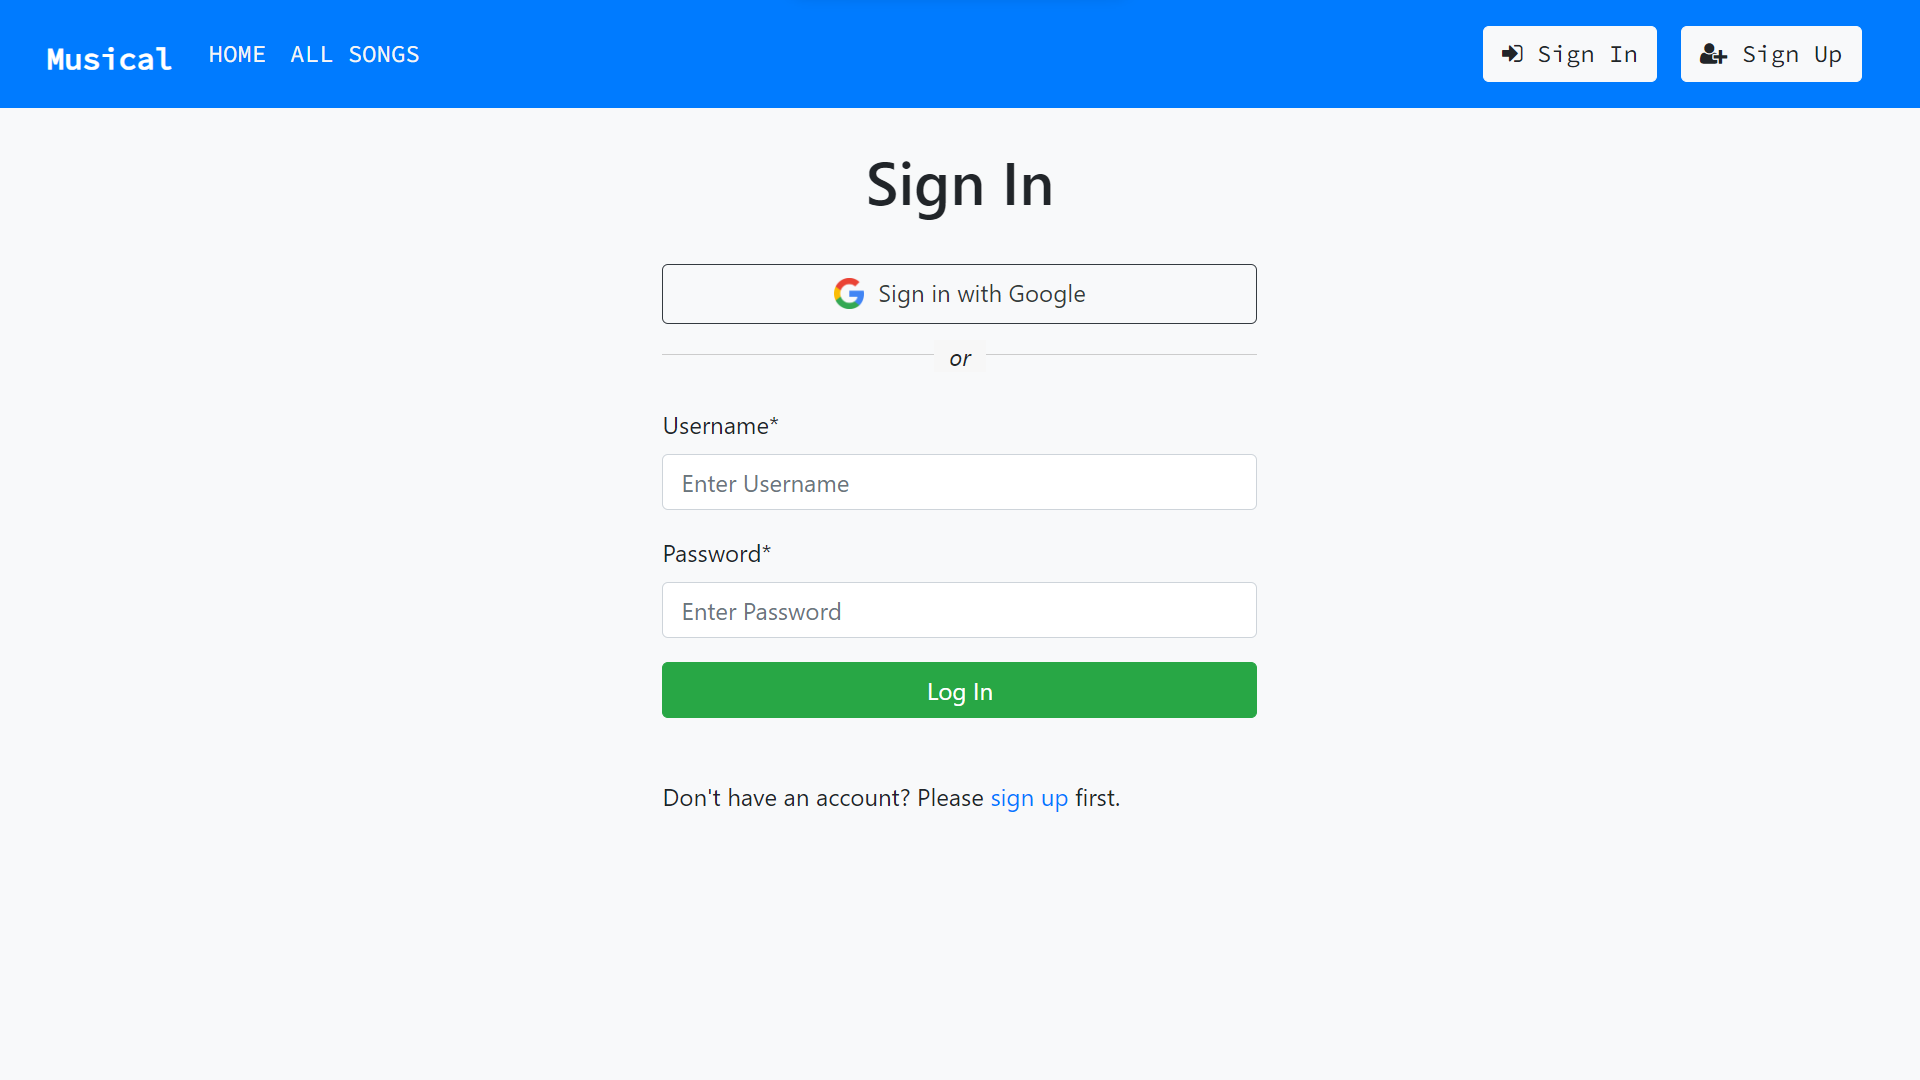 Musical HOME ALL SONGS Sign In Sign Up
Sign In
Sign in with Google
or
Username*
Enter Username
Password*
Enter Password
Log In
Don't have an account? Please sign up first.